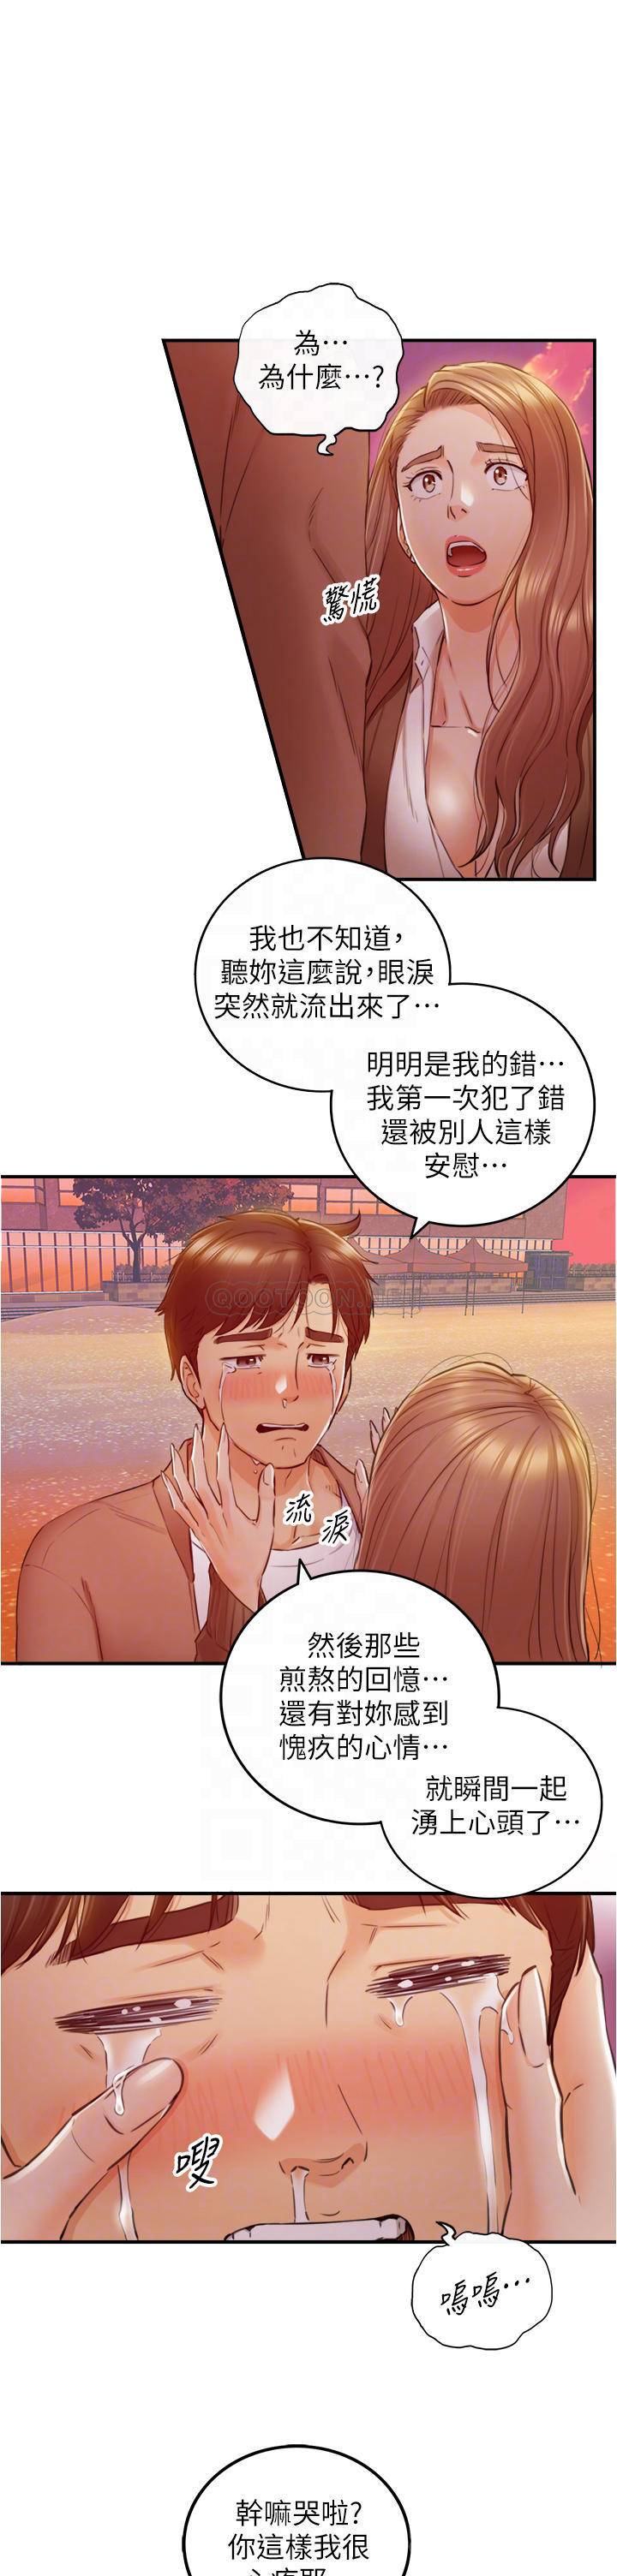 為…
為什麼…?
驚慌
我也不知道,
聽妳這麼說,眼淚
突然就流出來了…
明明是我的錯…
我第一次犯了錯
還被別人這樣
安慰…
流
淚
然後那些
煎熬的回憶…
還有對妳感到
愧疚的心情…
就瞬間一起
湧上心頭了…
嗖
嗚嗚…
幹嘛哭啦?
你這樣我很